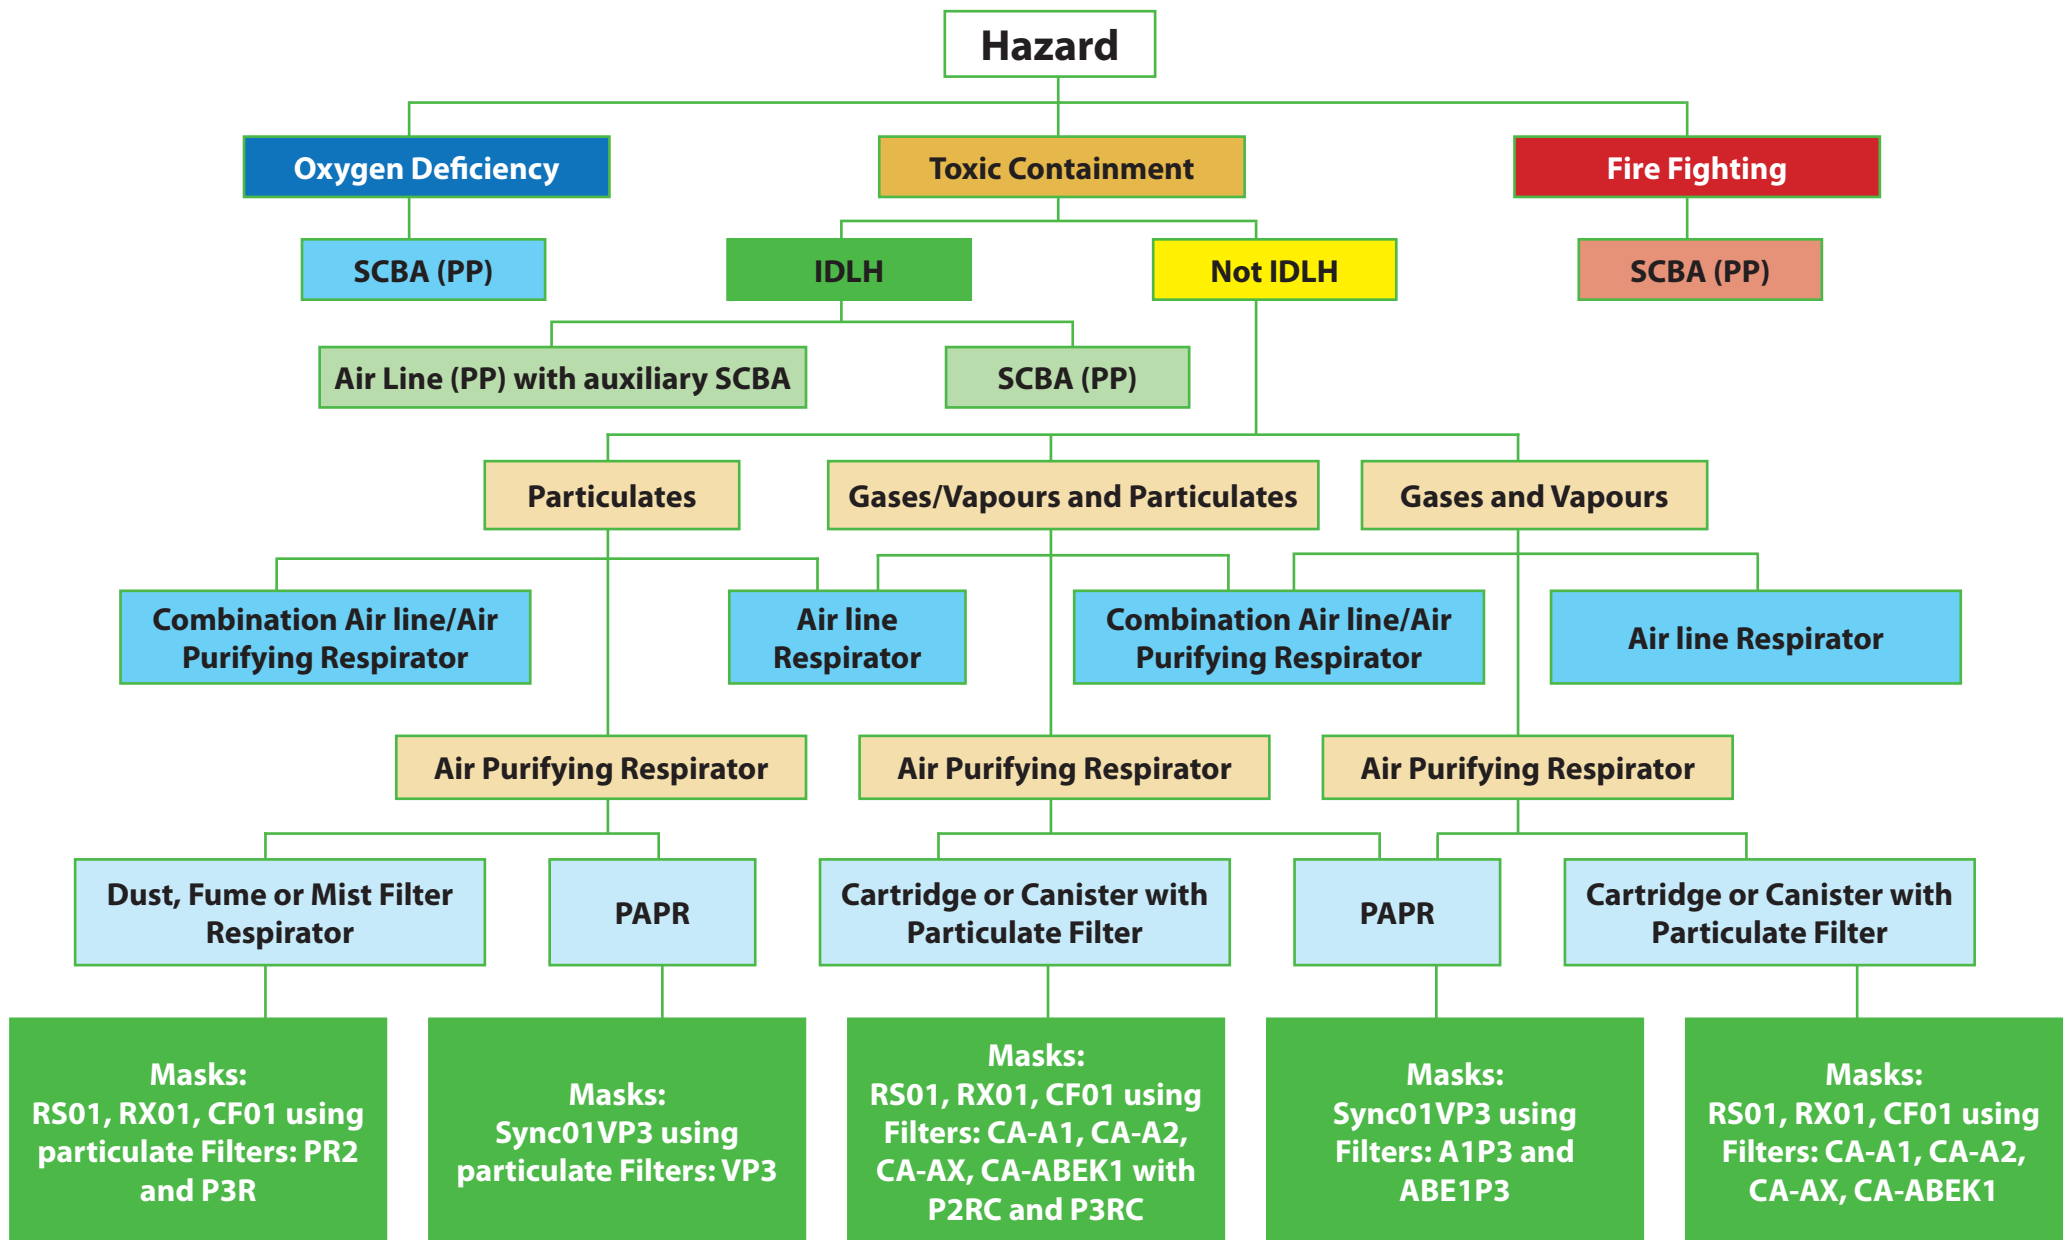 Hazard
Oxygen Deficiency
Toxic Containment
Fire Fighting
SCBA (PP)
IDLH
Not IDLH
SCBA (PP)
Air Line (PP) with auxiliary SCBA
SCBA (PP)
Particulates
Gases/Vapours and Particulates
Gases and Vapours
Combination Air line/Air
Purifying Respirator
Air line
Respirator
Combination Air line/Air
Purifying Respirator
Air line Respirator
Air Purifying Respirator
Air Purifying Respirator
Air Purifying Respirator
Dust, Fume or Mist Filter
Respirator
PAPR
Cartridge or Canister with
Particulate Filter
PAPR
Cartridge or Canister with
Particulate Filter
Masks:
RS01, RX01, CF01 using
particulate Filters: PR2
and P3R
Masks:
Sync01VP3 using
particulate Filters: VP3
Masks:
RS01, RX01, CF01 using
Filters: CA-A1, CA-A2,
CA-AX, CA-ABEK1 with
P2RC and P3RC
Masks:
Sync01VP3 using
Filters: A1P3 and
ABE1P3
Masks:
RS01, RX01, CF01 using
Filters: CA-A1, CA-A2,
CA-AX, CA-ABEK1